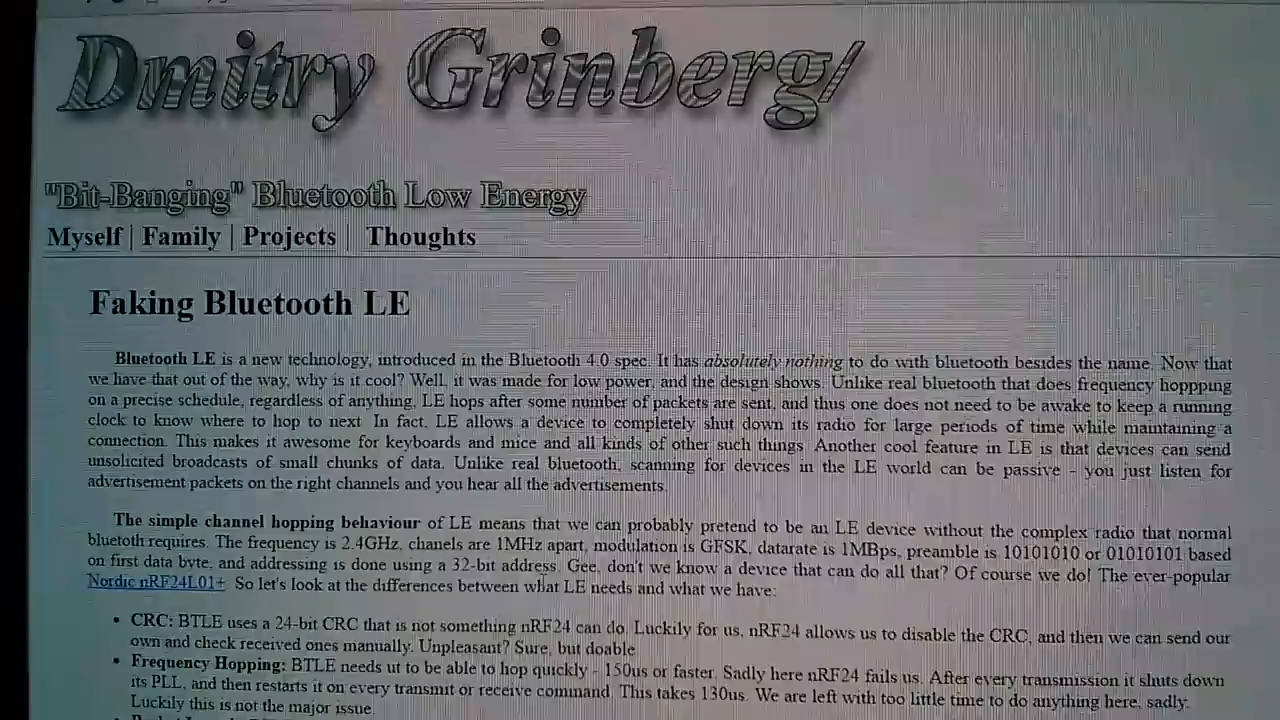 Dmitry Grinberg/
"Bit-Banging" Bluetooth Low Energy
Myself | Family | Projects | Thoughts
Faking Bluetooth LE
Bluetooth LE is a new technology, introduced in the Bluetooth 4.0 spec. It has absolutely nothing to do with bluetooth besides the name. Now that
we have that out of the way, why is it cool? Well, it was made for low power, and the design shows. Unlike real bluetooth that does frequency hoppping
on a precise schedule, regardless of anything, LE hops after some number of packets are sent, and thus one does not need to be awake to keep a running
clock to know where to hop to next. In fact, LE allows a device to completely shut down its radio for large periods of time while maintaining a
connection. This makes it awesome for keyboards and mice and all kinds of other such things. Another cool feature in LE is that devices can send
unsolicited broadcasts of small chunks of data. Unlike real bluetooth, scanning for devices in the LE world can be passive - you just listen for
advertisement packets on the right channels and you hear all the advertisements.
The simple channel hopping behaviour of LE means that we can probably pretend to be an LE device without the complex radio that normal
bluetoth requires. The frequency is 2.4GHz, chanels are 1MHz apart, modulation is GFSK, datarate is 1MBps, preamble is 10101010 or 01010101 based
on first data byte, and addressing is done using a 32-bit address. Gee, don't we know a device that can do all that? Of course we do! The ever-popular
Nordic nRF24L01+. So let's look at the differences between what LE needs and what we have:
• CRC: BTLE uses a 24-bit CRC that is not something nRF24 can do. Luckily for us, nRF24 allows us to disable the CRC, and then we can send our
own and check received ones manually. Unpleasant? Sure, but doable
• Frequency Hopping: BTLE needs ut to be able to hop quickly - 150us or faster. Sadly here nRF24 fails us. After every transmission it shuts down
its PLL, and then restarts it on every transmit or receive command. This takes 130us. We are left with too little time to do anything here, sadly.
Luckily this is not the major issue.